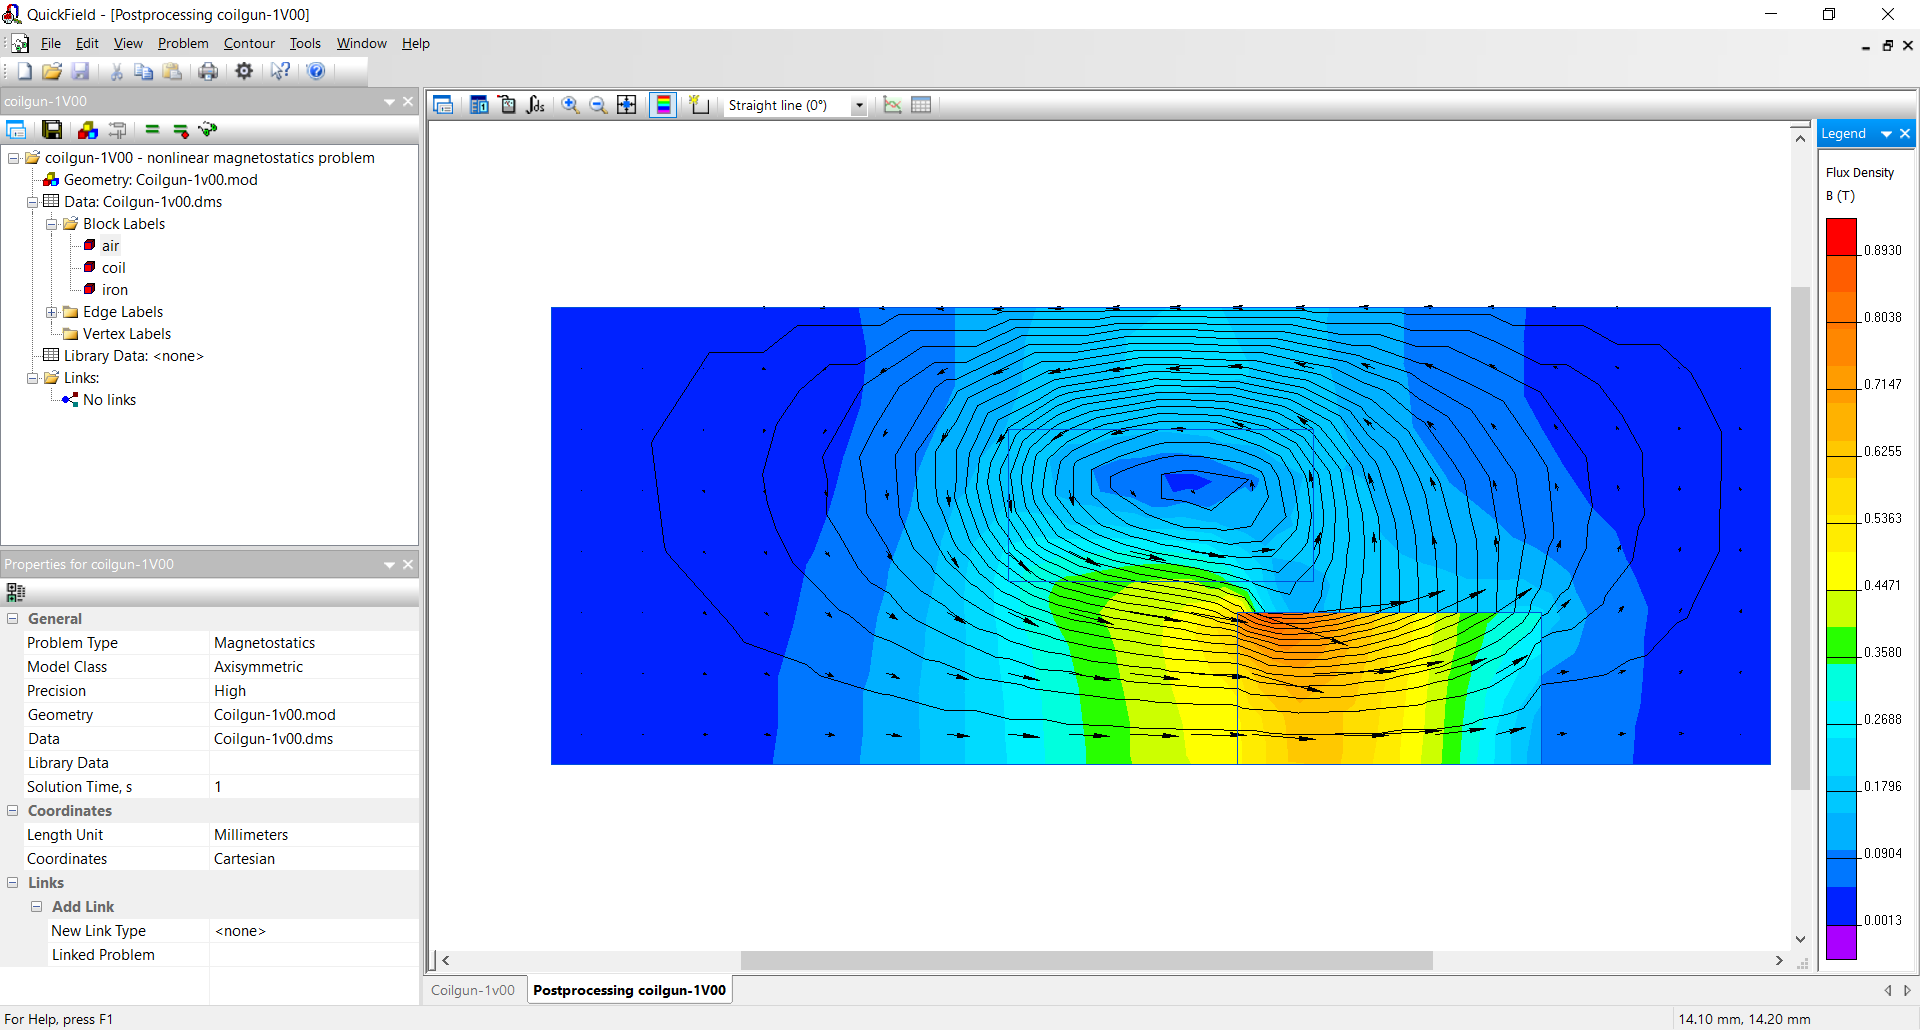 QuickField - [Postprocessing coilgun-1V00]
File Edit View Problem Contour Tools Window Help
coilgun-1V00
coilgun-1V00 - nonlinear magnetostatics problem
Geometry: Coilgun-1v00.mod
Data: Coilgun-1v00.dms
Block Labels
air
coil
iron
Edge Labels
Vertex Labels
Library Data: <none>
Links:
No links
Properties for coilgun-1V00
General
Problem Type Magnetostatics
Model Class Axisymmetric
Precision High
Geometry Coilgun-1v00.mod
Data Coilgun-1v00.dms
Library Data
Solution Time, s 1
Coordinates
Length Unit Millimeters
Coordinates Cartesian
Links
Add Link
New Link Type <none>
Linked Problem
∫ds Straight line (0°)
Legend
Flux Density
B (T)
0.8930
0.8038
0.7147
0.6255
0.5363
0.4471
0.3580
0.2688
0.1796
0.0904
0.0013
Coilgun-1v00 Postprocessing coilgun-1V00
For Help, press F1
14.10 mm, 14.20 mm